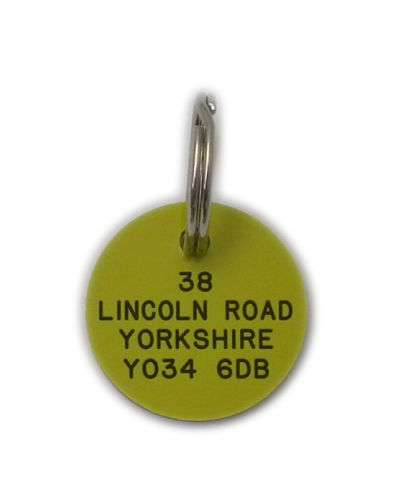 38
LINCOLN ROAD
YORKSHIRE
YO34 6DB